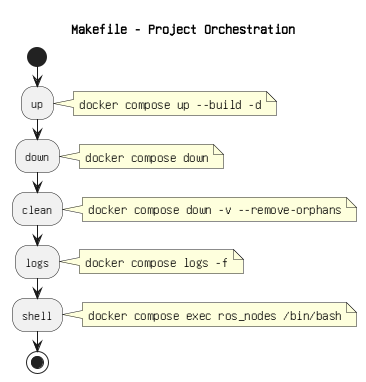 Makefile - Project Orchestration
up
docker compose up --build -d
down
docker compose down
clean
docker compose down -v --remove-orphans
logs
docker compose logs -f
shell
docker compose exec ros_nodes /bin/bash